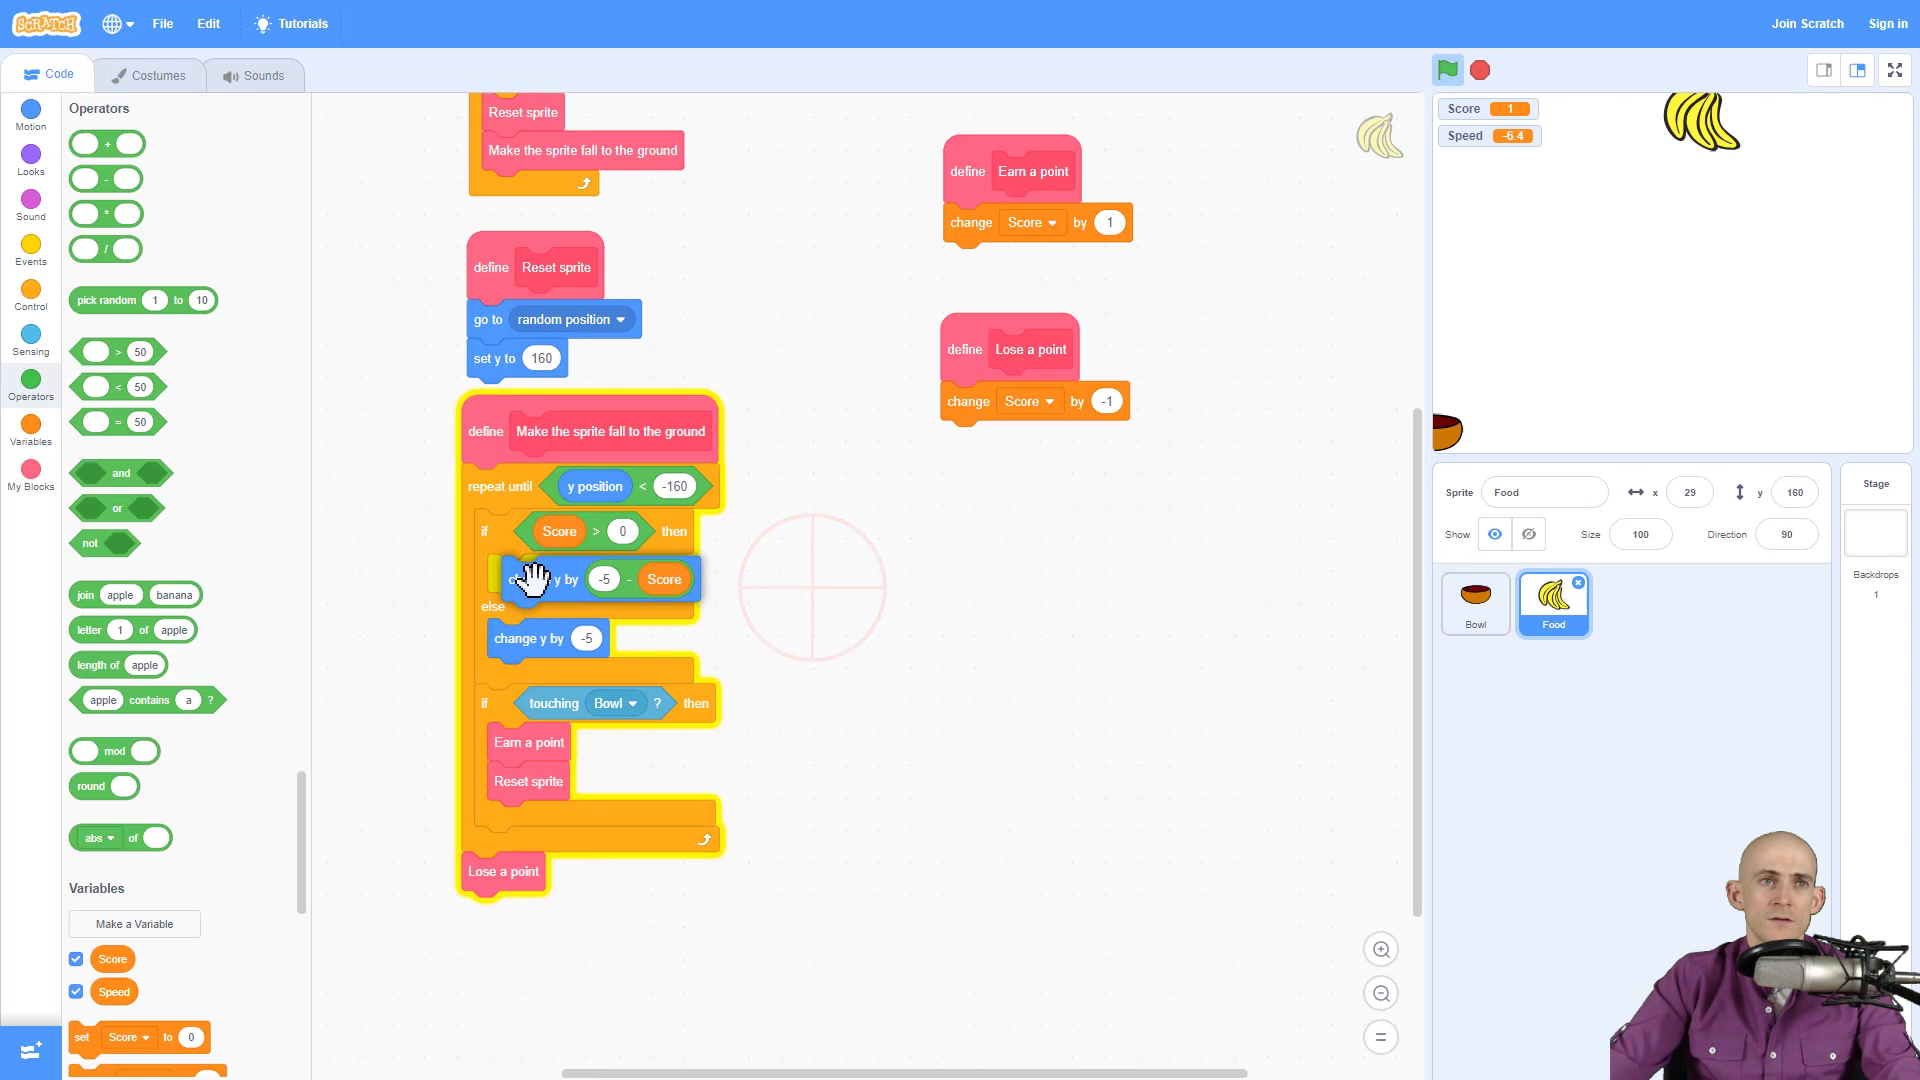 SCRATCH File Edit Tutorials Join Scratch Sign in
Code Costumes Sounds
Motion
Looks
Sound
Events
Control
Sensing
Operators
Variables
My Blocks
Operators
+
-
*
/
pick random 1 to 10
> 50
< 50
= 50
and
or
not
join apple banana
letter 1 of apple
length of apple
apple contains a ?
mod
round
abs of
Variables
Make a Variable
Score
Speed
set Score to 0
Reset sprite
Make the sprite fall to the ground
define Reset sprite
go to random position
set y to 160
define Make the sprite fall to the ground
repeat until y position < -160
if Score > 0 then
y by -5 - Score
else
change y by -5
if touching Bowl ? then
Earn a point
Reset sprite
Lose a point
define Earn a point
change Score by 1
define Lose a point
change Score by -1
Score 1
Speed -6.4
Sprite Food x 29 y 160
Show Size 100 Direction 90
Bowl
Food
Stage
Backdrops
1